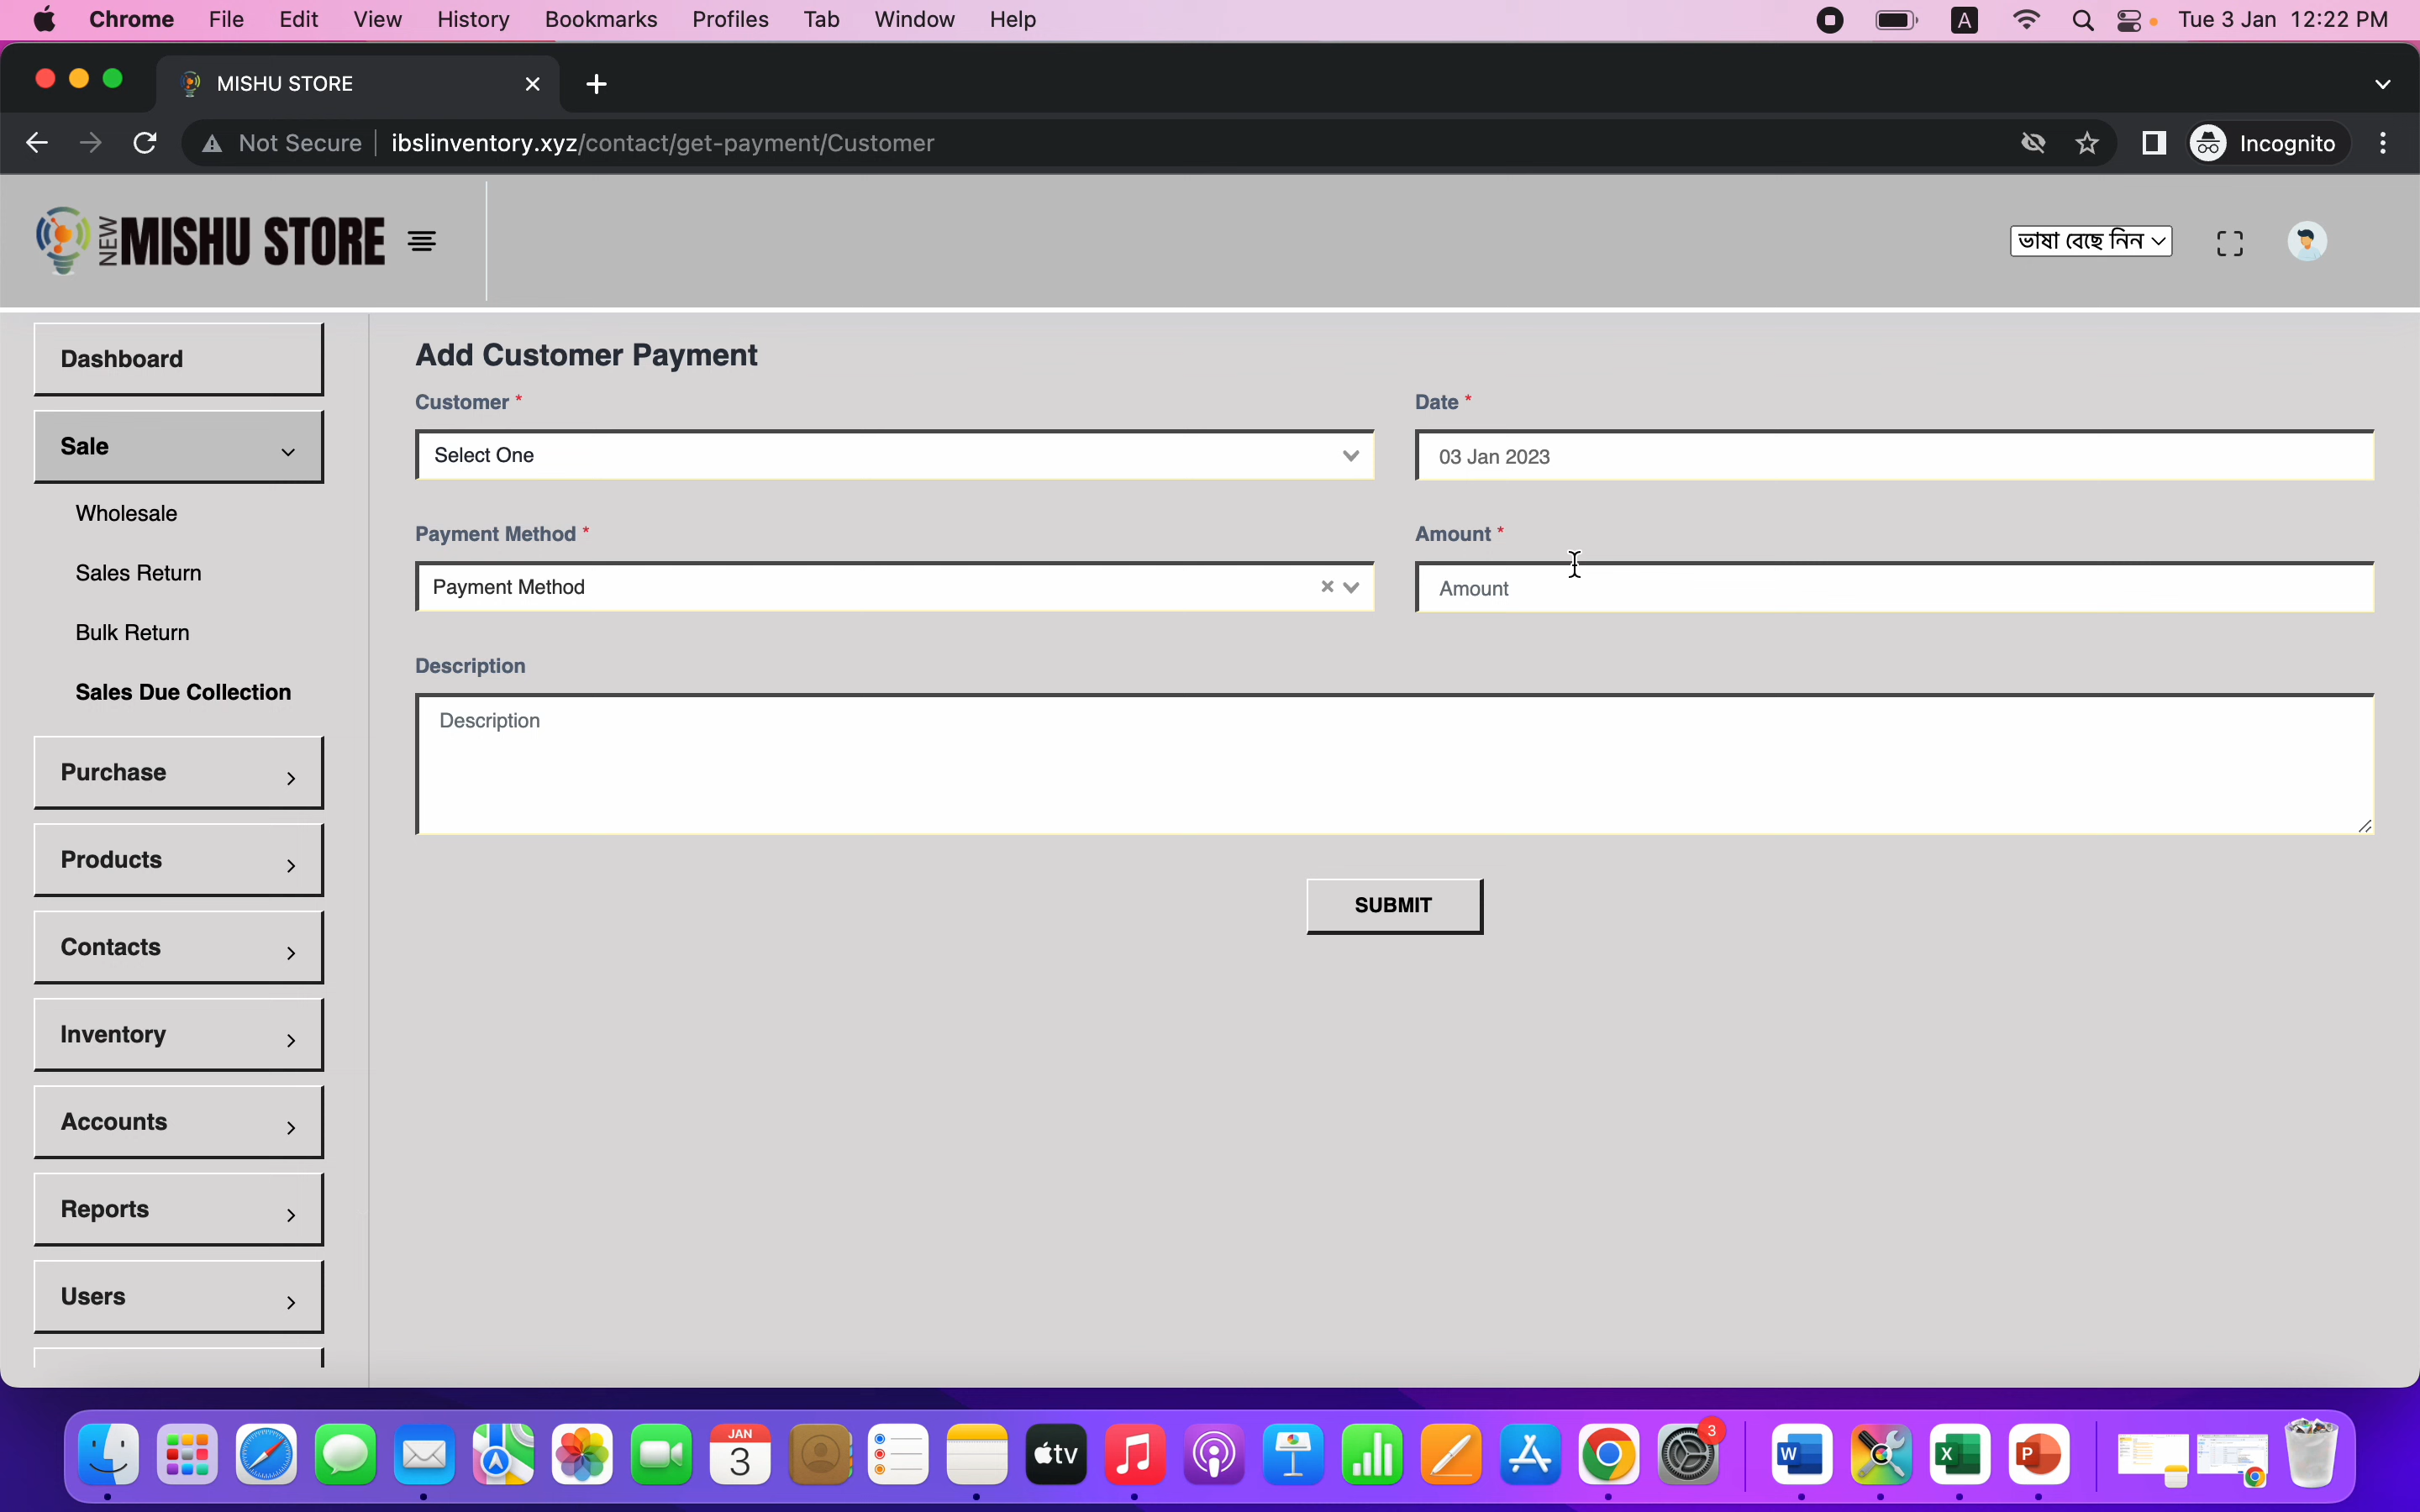 Chrome File Edit View History Bookmarks Profiles Tab Window Help A Tue 3 Jan 12:22 PM
MISHU STORE
Not Secure ibslinventory.xyz/contact/get-payment/Customer Incognito
NEW MISHU STORE ভাষা বেছে নিন
Dashboard
Sale
Wholesale
Sales Return
Bulk Return
Sales Due Collection
Purchase
Products
Contacts
Inventory
Accounts
Reports
Users
Add Customer Payment
Customer * Date *
Select One 03 Jan 2023
Payment Method * Amount *
Payment Method Amount
Description
Description
SUBMIT
JAN
3
tv
3
W
X
P